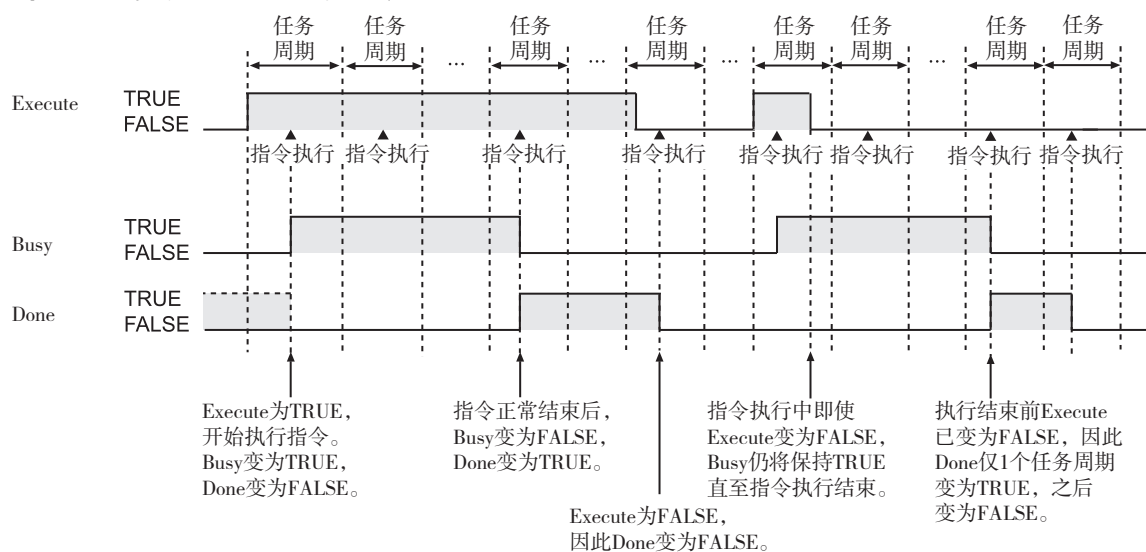 任务 任务 任务 任务 任务 任务 任务 任务
周期 周期 … 周期 … 周期 … 周期 周期 … 周期 周期
Execute
TRUE
FALSE
指令执行 指令执行 指令执行 指令执行 指令执行 指令执行 指令执行 指令执行
Busy
TRUE
FALSE
Done
TRUE
FALSE
Execute为TRUE，
开始执行指令。
Busy变为TRUE，
Done变为FALSE。
指令正常结束后，
Busy变为FALSE，
Done变为TRUE。
Execute为FALSE，
因此Done变为FALSE。
指令执行中即使
Execute变为FALSE，
Busy仍将保持TRUE
直至指令执行结束。
执行结束前Execute
已变为FALSE，因此
Done仅1个任务周期
变为TRUE，之后
变为FALSE。